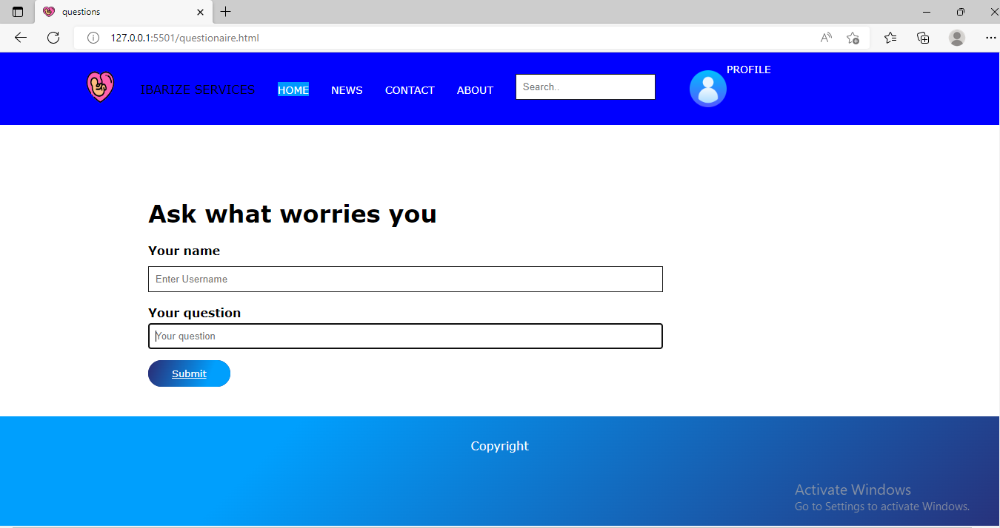 questions
127.0.0.1:5501/questionaire.html
PROFILE
IBARIZE SERVICES HOME NEWS CONTACT ABOUT Search..
Ask what worries you
Your name
Enter Username
Your question
Your question
Submit
Copyright
Activate Windows
Go to Settings to activate Windows.